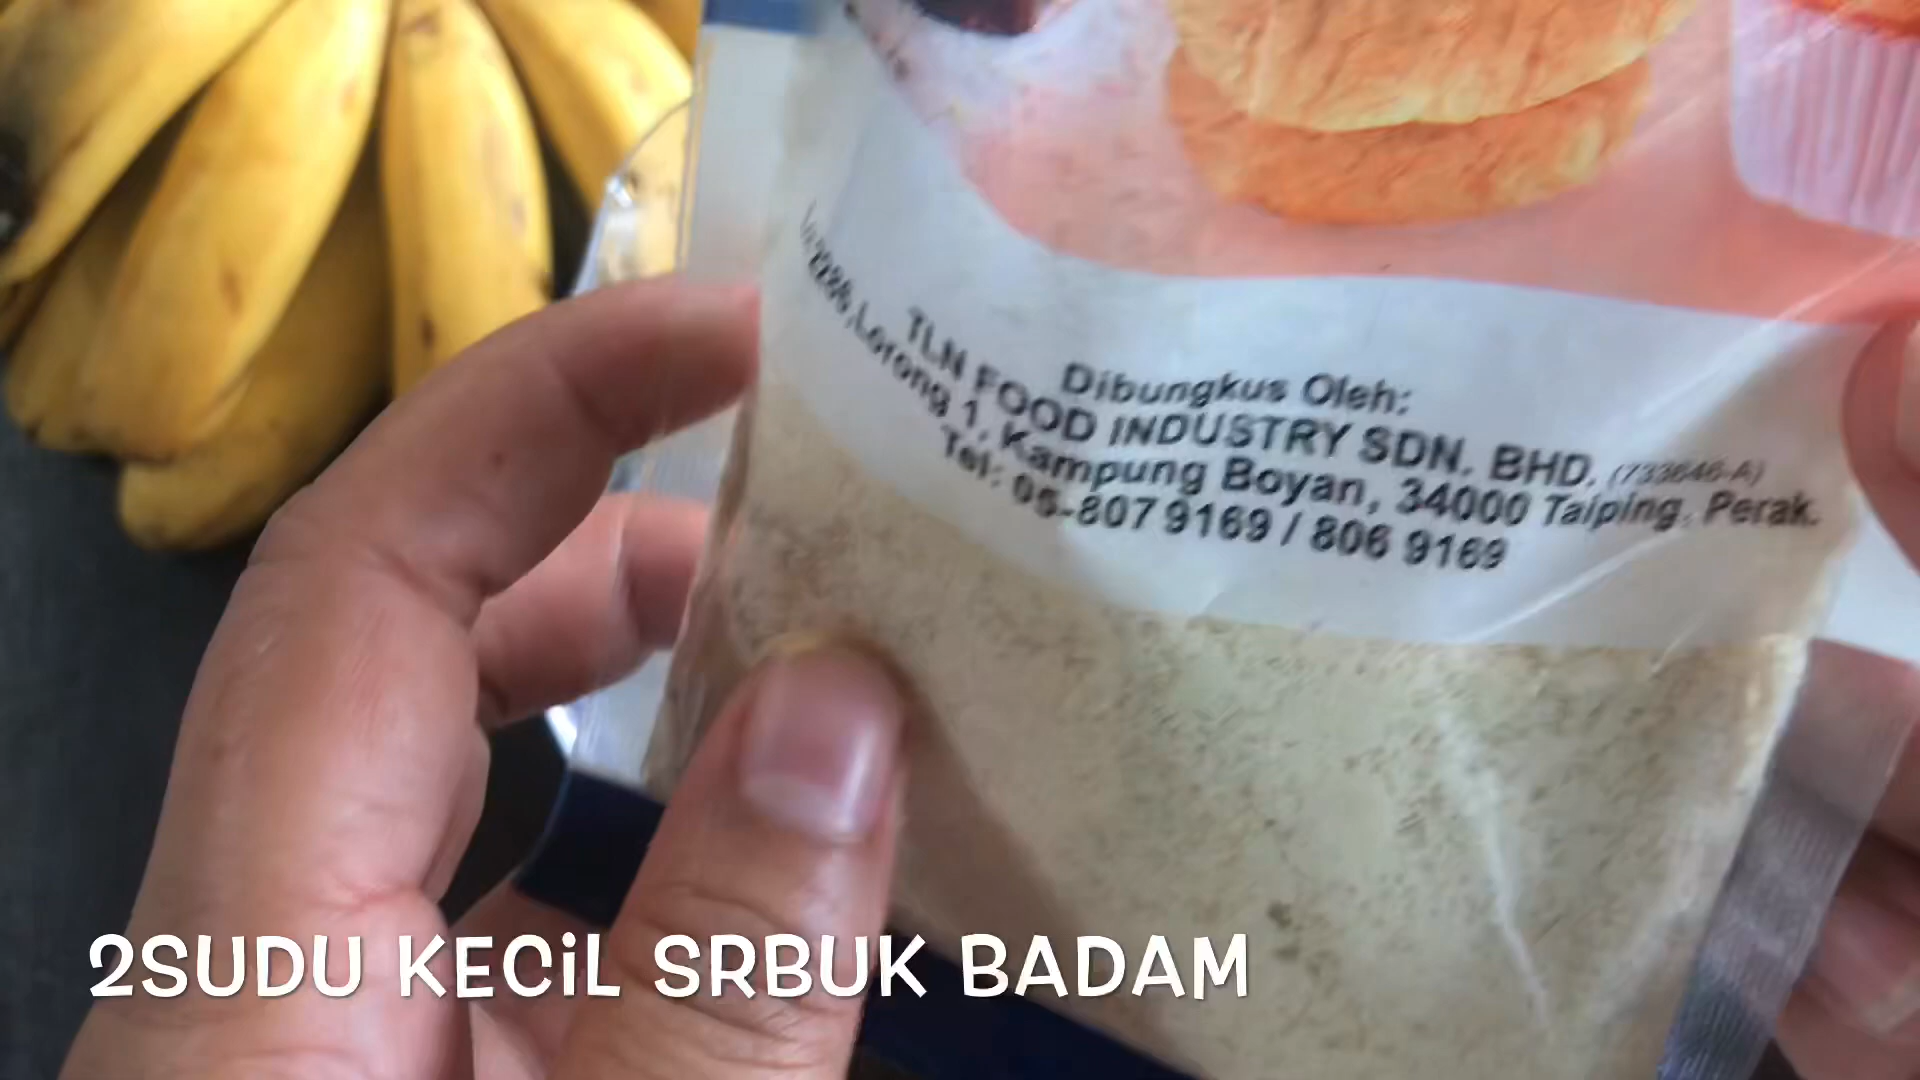 Dibungkus Oleh:
TLN FOOD INDUSTRY SDN. BHD. (733646-A)
Lorong 1, Kampung Boyan, 34000 Taiping, Perak.
Tel: 05-807 9169 / 806 9169
2SUDU KECiL SRBUK BADAM